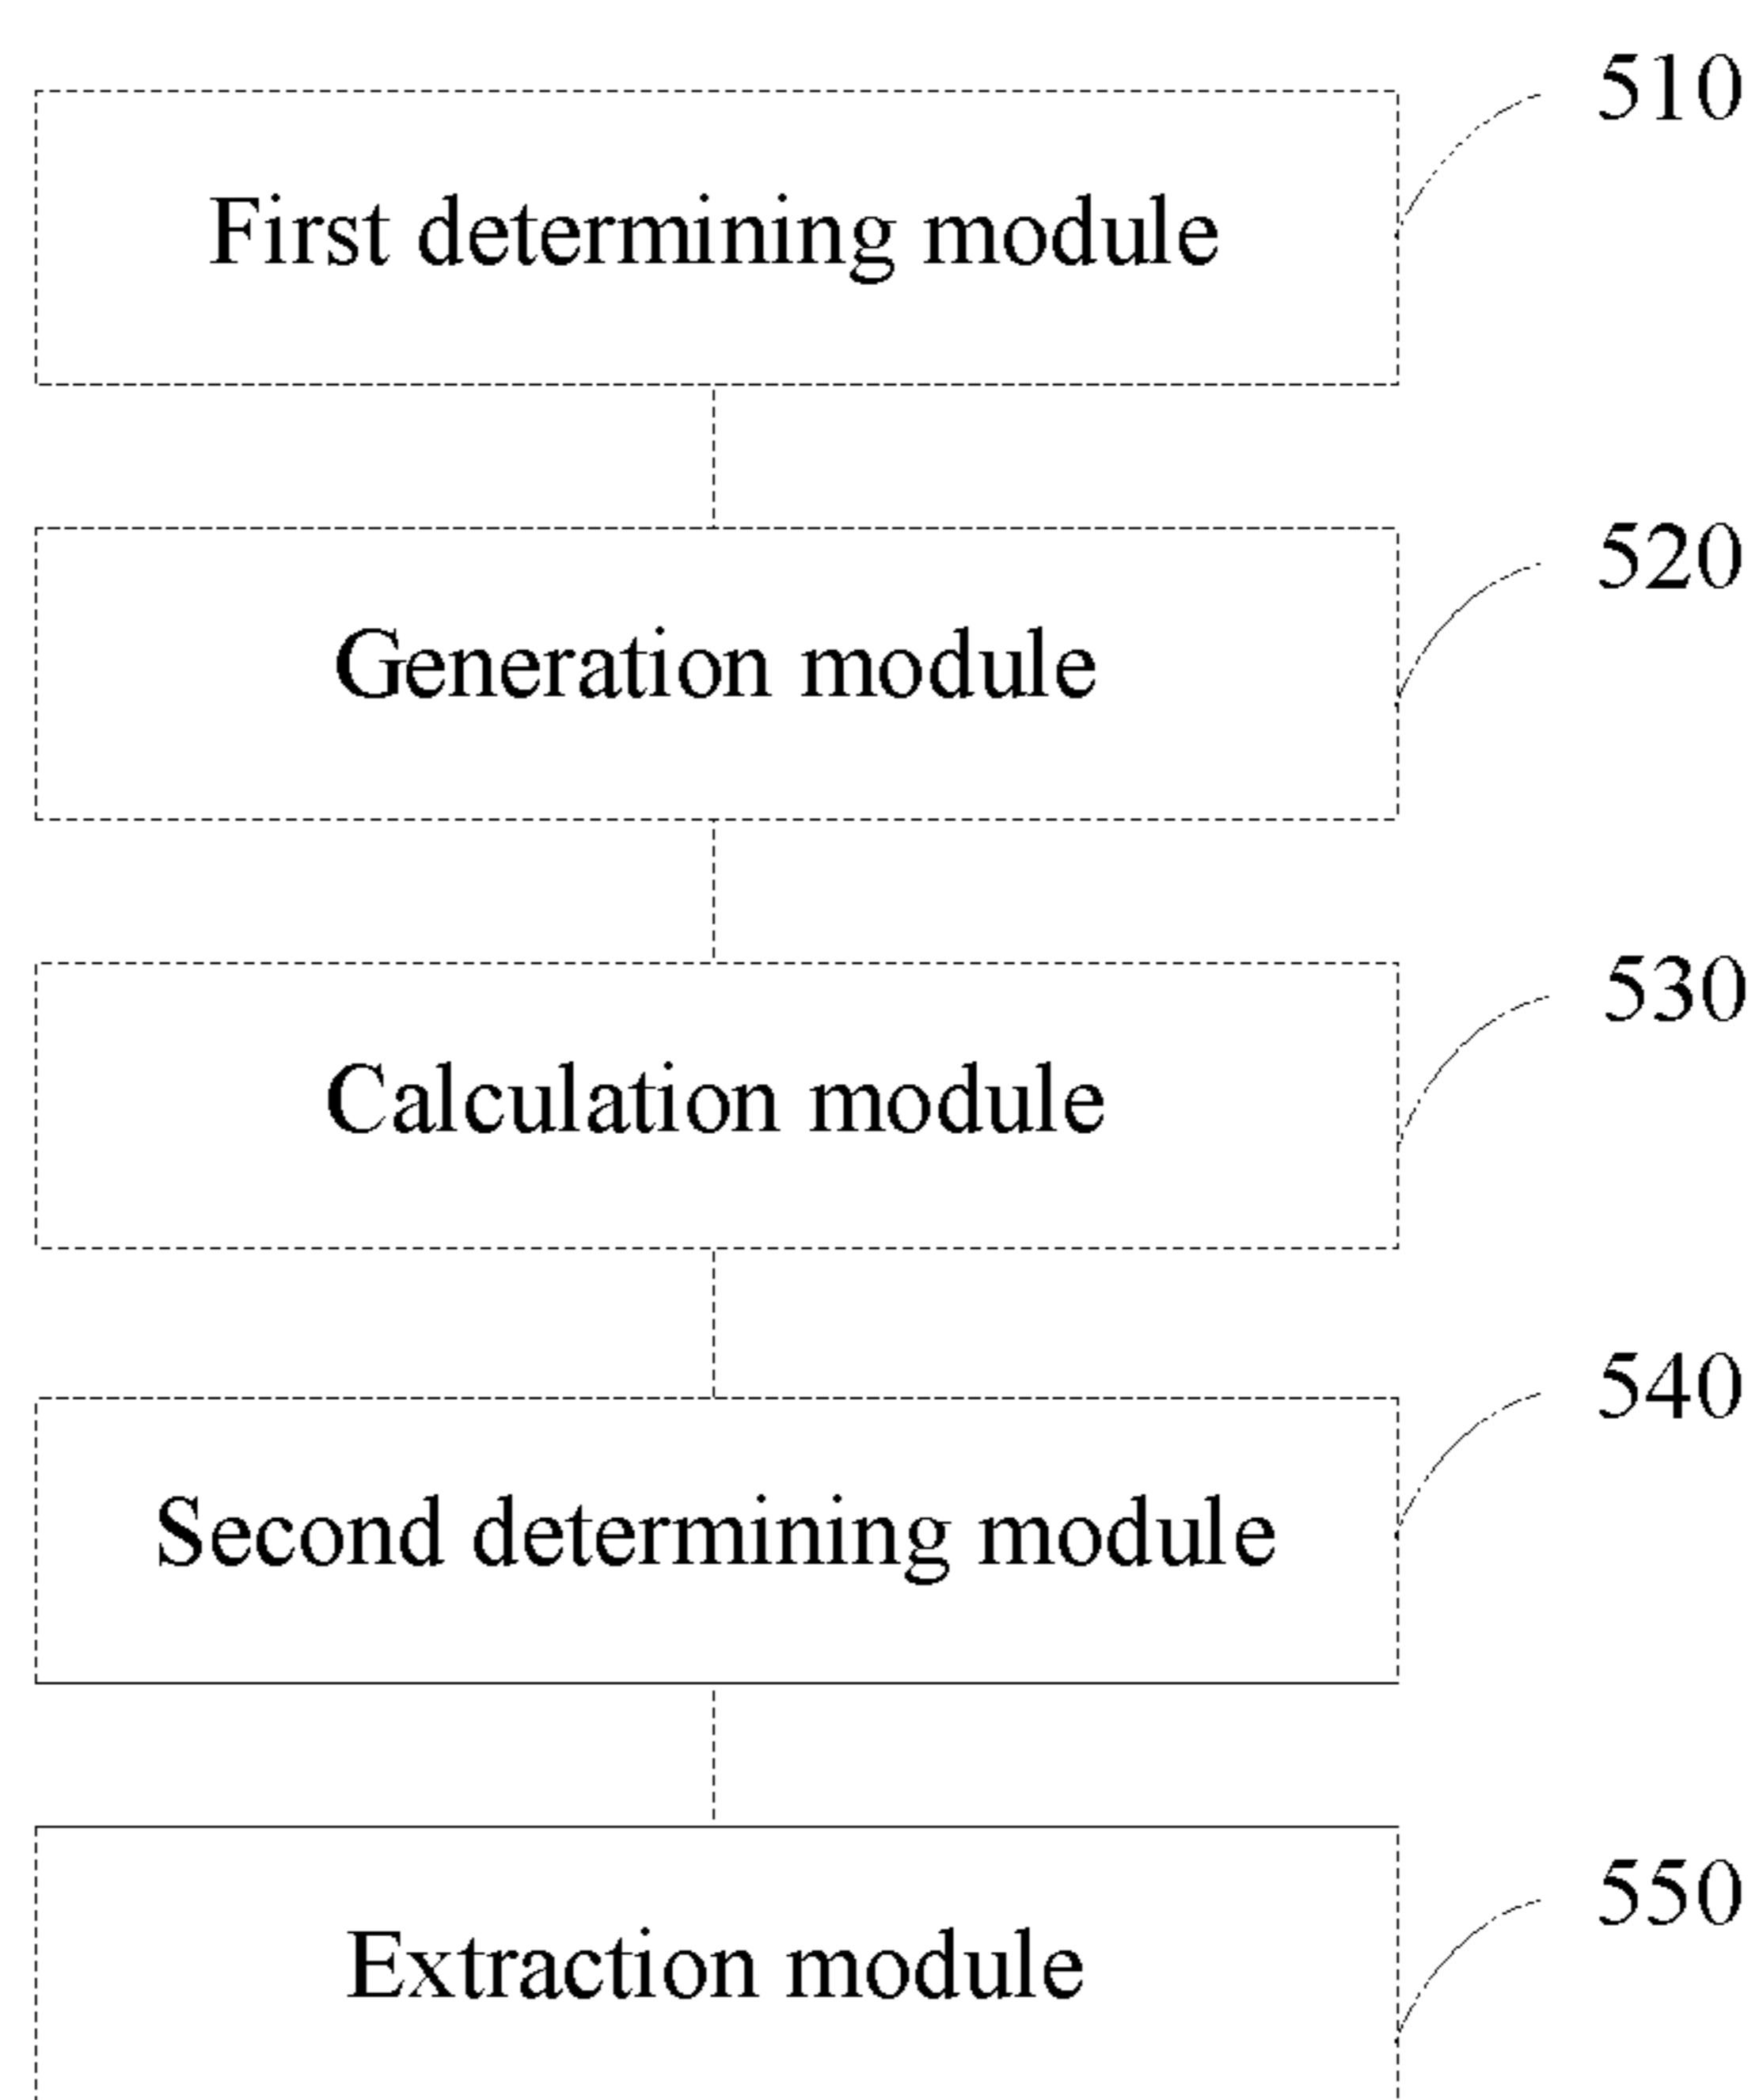 510
First determining module
520
Generation module
530
Calculation module
540
Second determining module
550
Extraction module